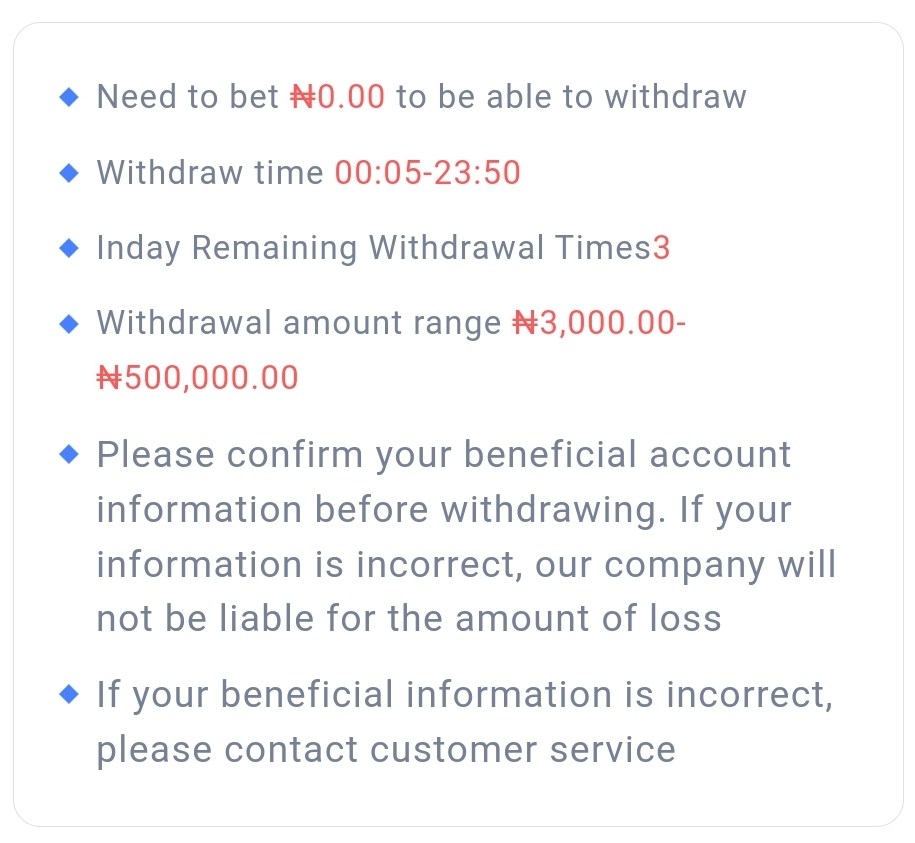 Need to bet ₦0.00 to be able to withdraw
Withdraw time 00:05-23:50
Inday Remaining Withdrawal Times3
Withdrawal amount range ₦3,000.00-
₦500,000.00
Please confirm your beneficial account
information before withdrawing. If your
information is incorrect, our company will
not be liable for the amount of loss
If your beneficial information is incorrect,
please contact customer service